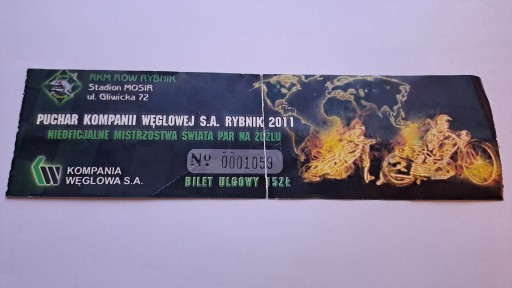 RKM ROW RYBNIK
Stadion MOSiR
ul. Gliwicka 72
PUCHAR KOMPANII WĘGLOWEJ S.A. RYBNIK 2011
NIEOFICJALNE MISTRZOSTWA ŚWIATA PAR NA ŻUŻLU
KOMPANIA
WĘGLOWA S.A.
No 0001059
BILET ULGOWY 15ZŁ